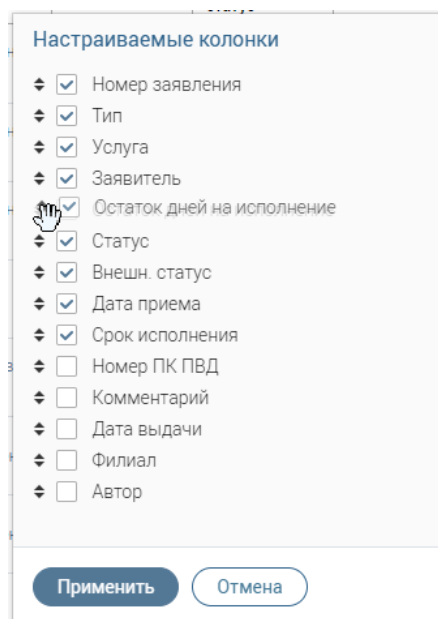 Настраиваемые колонки
Номер заявления
Тип
Услуга
Заявитель
Остаток дней на исполнение
Статус
Внешн. статус
Дата приема
Срок исполнения
Номер ПК ПВД
Комментарий
Дата выдачи
Филиал
Автор
Применить Отмена